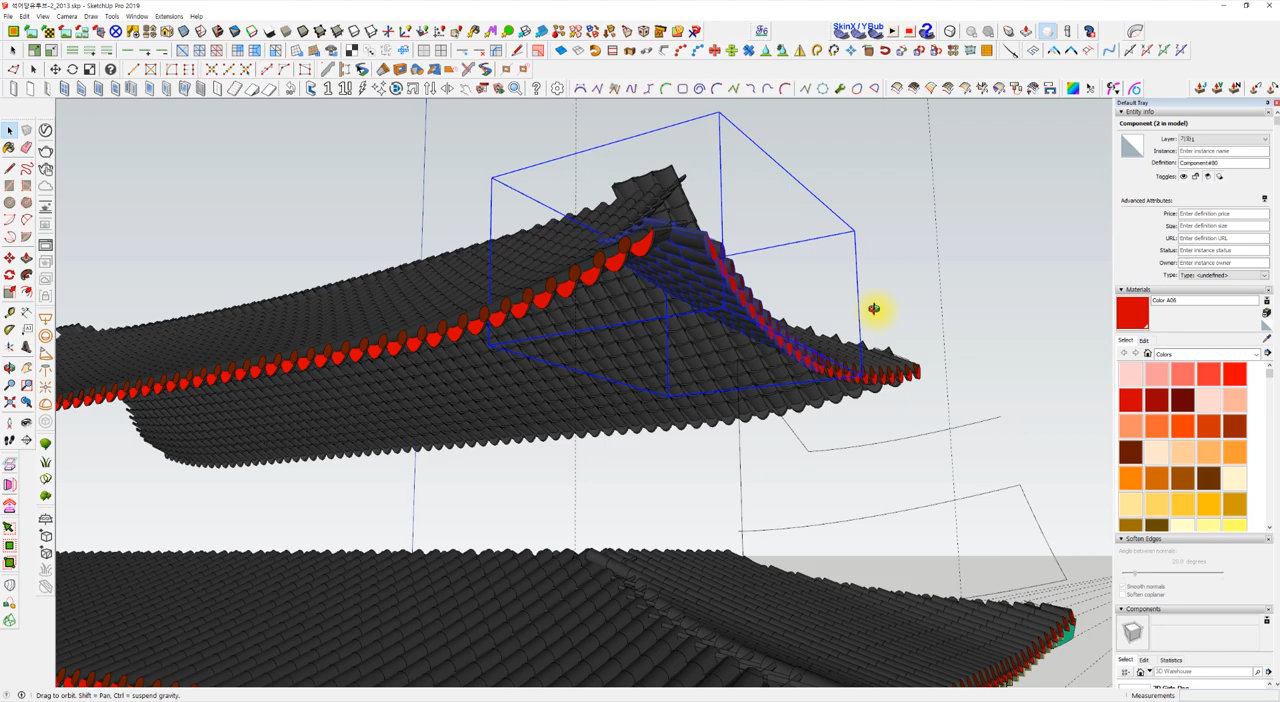 석어당유투브-2_2013.skp - SketchUp Pro 2019
File Edit View Camera Draw Tools Window Extensions Help
SkinX/YBub
Default Tray
Entity Info
Component (2 in model)
Layer:
Instance: Enter instance name
Definition: Component#80
Toggles:
Advanced Attributes:
Price: Enter definition price
Size: Enter definition size
URL: Enter definition URL
Status: Enter instance status
Owner: Enter instance owner
Type: Type: <undefined>
Materials
Color A06
Select Edit
Colors
Soften Edges
Angle between normals:
20.0 degrees
Smooth normals
Soften coplanar
Components
Select Edit Statistics
3D Warehouse
Drag to orbit. Shift = Pan, Ctrl = suspend gravity.
Measurements